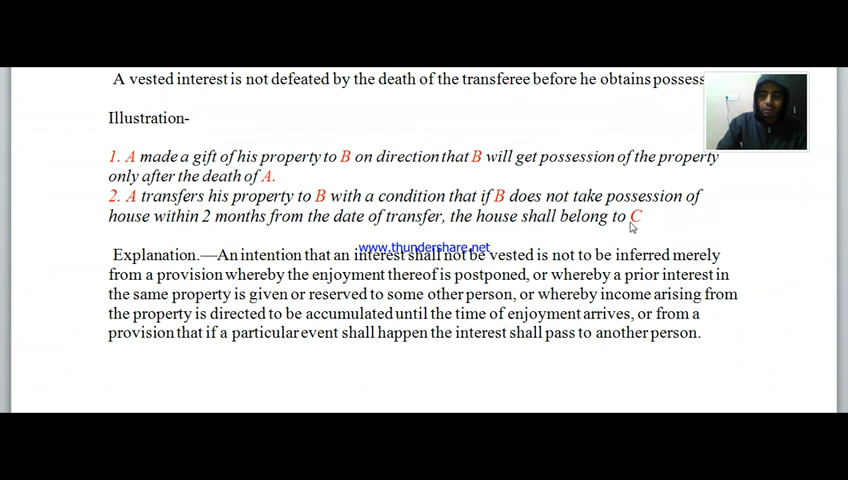 A vested interest is not defeated by the death of the transferee before he obtains
Illustration-
1. A made a gift of his property to B on direction that B will get possession of the property
only after the death of A.
2. A transfers his property to B with a condition that if B does not take possession of
house within 2 months from the date of transfer, the house shall belong to C
www.thundershare.net
Explanation.—An intention that an interest shall not be vested is not to be inferred merely
from a provision whereby the enjoyment thereof is postponed, or whereby a prior interest in
the same property is given or reserved to some other person, or whereby income arising from
the property is directed to be accumulated until the time of enjoyment arrives, or from a
provision that if a particular event shall happen the interest shall pass to another person.